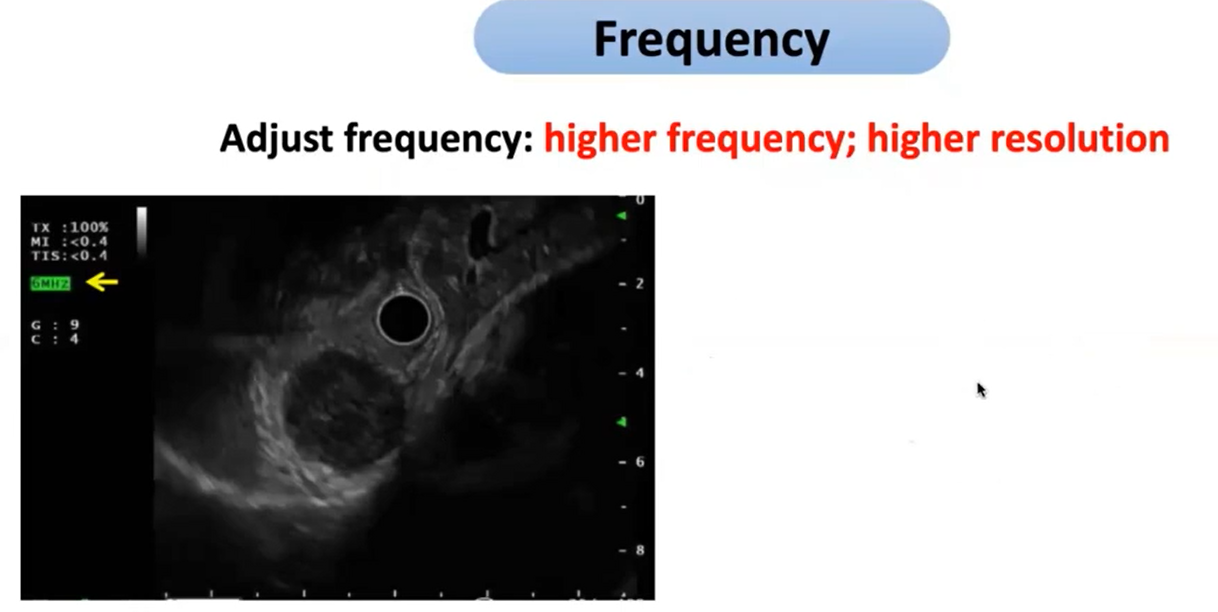 Frequency
Adjust frequency: higher frequency; higher resolution
TX :100%
MI :<0.4
TIS:<0.4
6MHZ
G : 9
C : 4
0
2
4
6
8